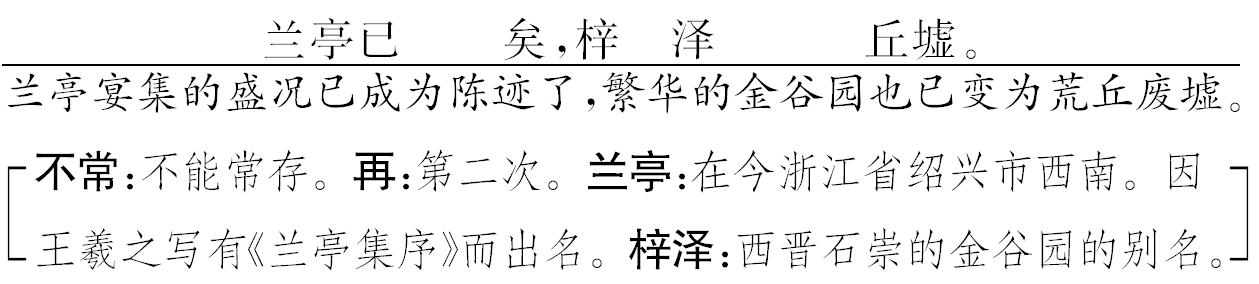 兰亭已 矣,梓 泽 丘墟。
兰亭宴集的盛况已成为陈迹了,繁华的金谷园也已变为荒丘废墟。
不常:不能常存。再:第二次。兰亭:在今浙江省绍兴市西南。因
王羲之写有《兰亭集序》而出名。梓泽:西晋石崇的金谷园的别名。